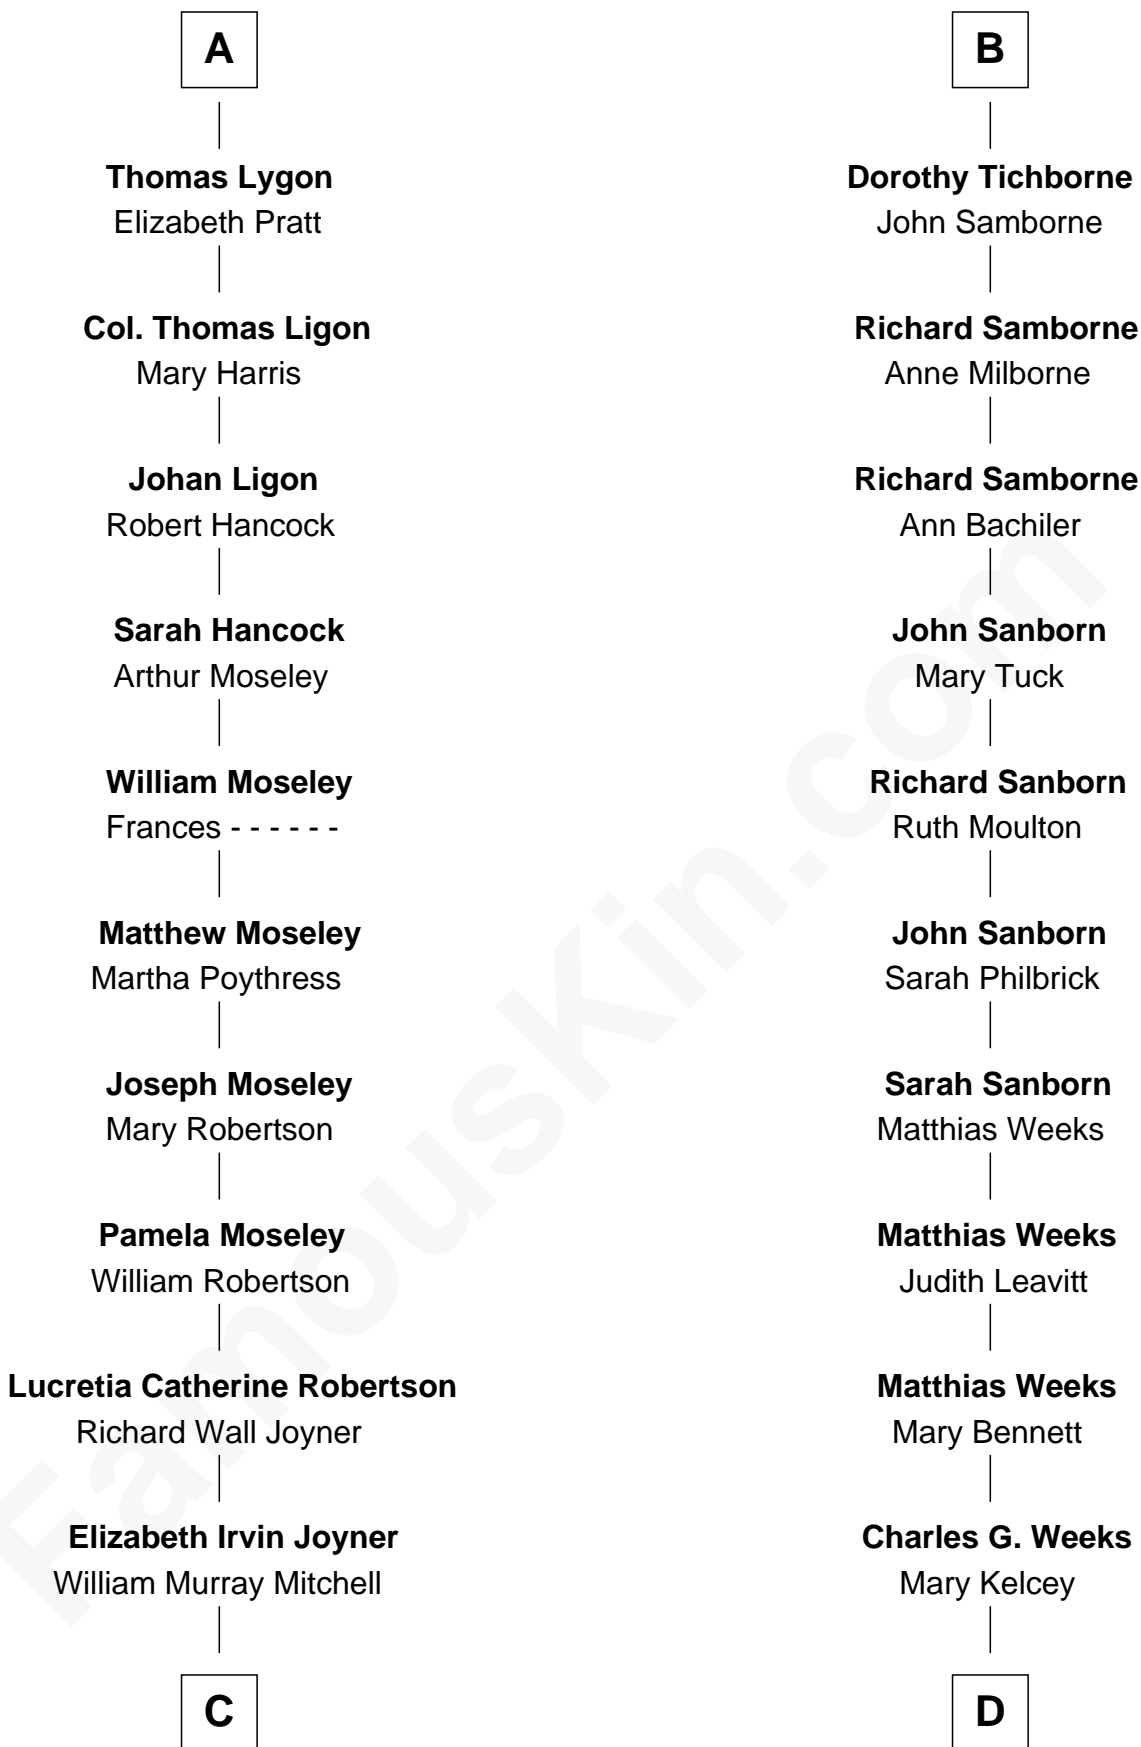 A
Thomas Lygon
Elizabeth Pratt
Col. Thomas Ligon
Mary Harris
Johan Ligon
Robert Hancock
Sarah Hancock
Arthur Moseley
William Moseley
Frances - - - - - -
Matthew Moseley
Martha Poythress
Joseph Moseley
Mary Robertson
Pamela Moseley
William Robertson
Lucretia Catherine Robertson
Richard Wall Joyner
Elizabeth Irvin Joyner
William Murray Mitchell
C
B
Dorothy Tichborne
John Samborne
Richard Samborne
Anne Milborne
Richard Samborne
Ann Bachiler
John Sanborn
Mary Tuck
Richard Sanborn
Ruth Moulton
John Sanborn
Sarah Philbrick
Sarah Sanborn
Matthias Weeks
Matthias Weeks
Judith Leavitt
Matthias Weeks
Mary Bennett
Charles G. Weeks
Mary Kelcey
D
FamousKin.com